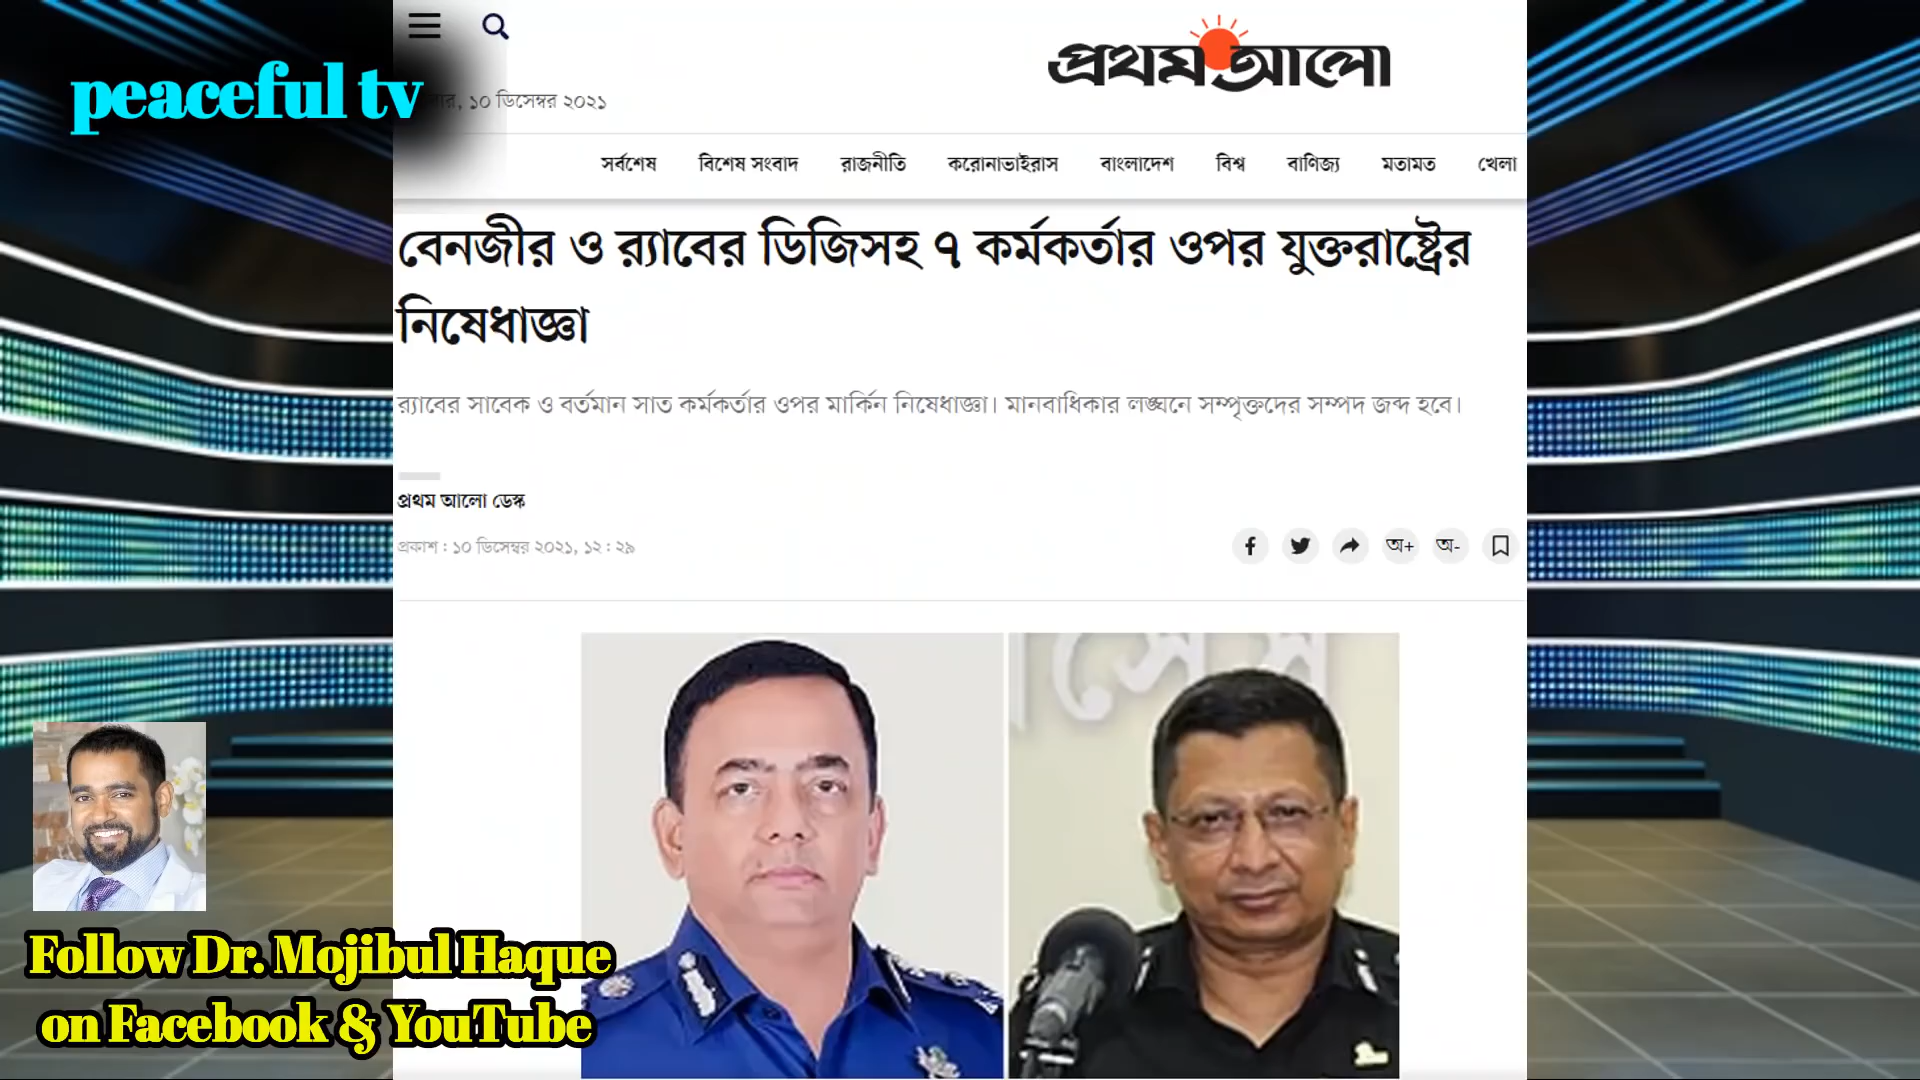 peaceful tv
প্রথম আলো
১০ ডিসেম্বর ২০২১
সর্বশেষ বিশেষ সংবাদ রাজনীতি করোনাভাইরাস বাংলাদেশ বিশ্ব বাণিজ্য মতামত খেলা
বেনজীর ও র‍্যাবের ডিজিসহ ৭ কর্মকর্তার ওপর যুক্তরাষ্ট্রের
নিষেধাজ্ঞা
র‍্যাবের সাবেক ও বর্তমান সাত কর্মকর্তার ওপর মার্কিন নিষেধাজ্ঞা। মানবাধিকার লঙ্ঘনে সম্পৃক্তদের সম্পদ জব্দ হবে।
প্রথম আলো ডেস্ক
প্রকাশ : ১০ ডিসেম্বর ২০২১, ১২ : ২৯
অ+ অ-
Follow Dr. Mojibul Haque
on Facebook & YouTube